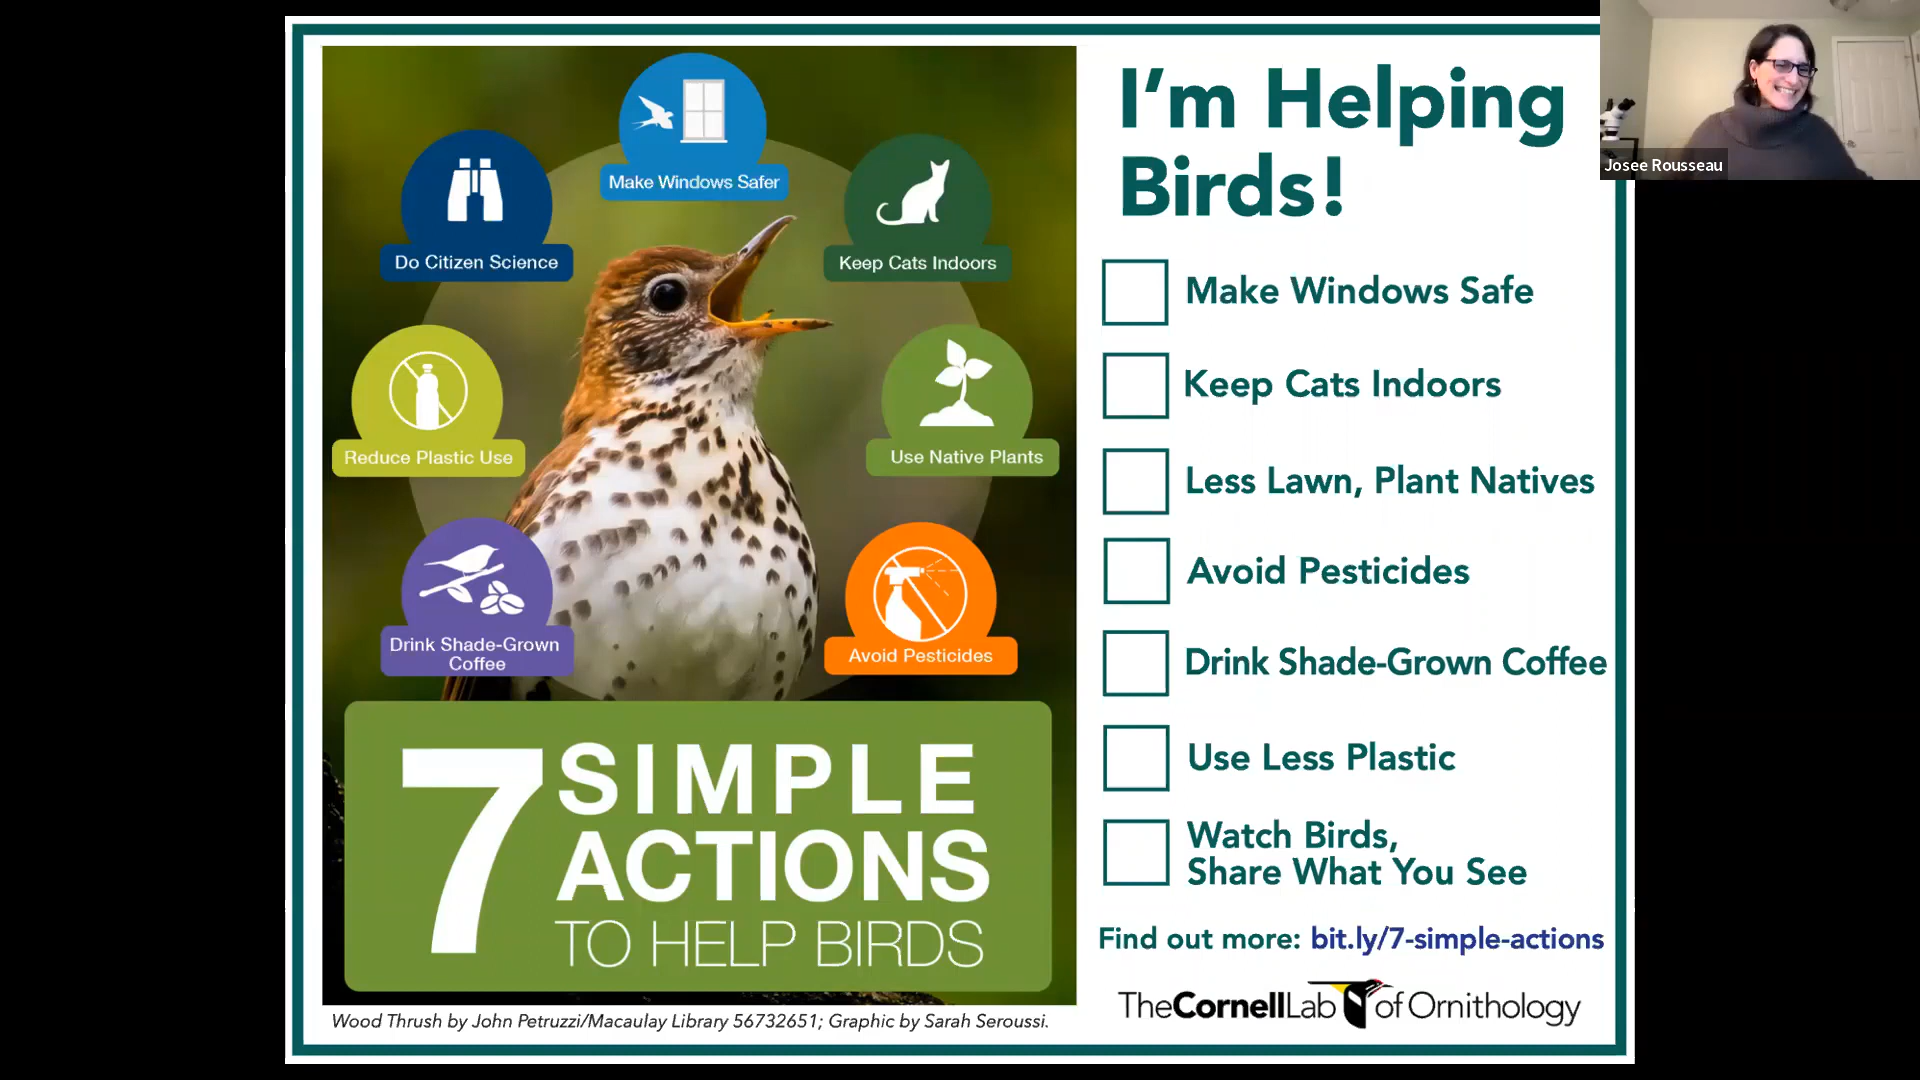 Make Windows Safer
Do Citizen Science
Keep Cats Indoors
Reduce Plastic Use
Use Native Plants
Drink Shade-Grown
Coffee
Avoid Pesticides
7 SIMPLE
ACTIONS
TO HELP BIRDS
Wood Thrush by John Petruzzi/Macaulay Library 56732651; Graphic by Sarah Seroussi.
I'm Helping
Birds!
Make Windows Safe
Keep Cats Indoors
Less Lawn, Plant Natives
Avoid Pesticides
Drink Shade-Grown Coffee
Use Less Plastic
Watch Birds,
Share What You See
Find out more: bit.ly/7-simple-actions
TheCornellLab of Ornithology
Josee Rousseau